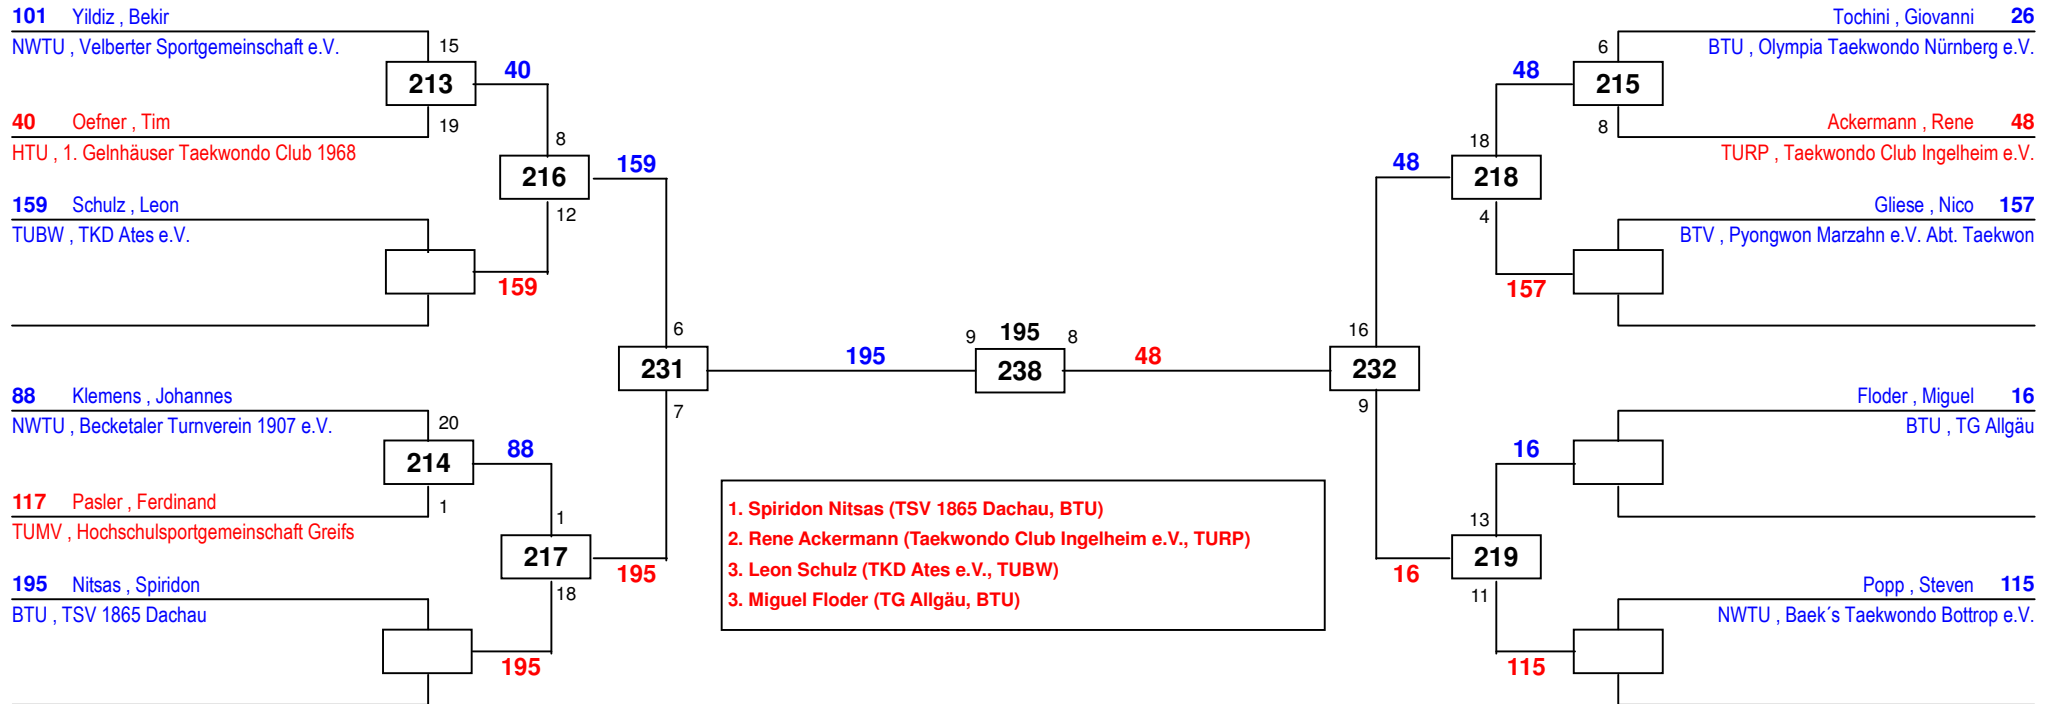 101 Yildiz , Bekir
NWTU , Velberter Sportgemeinschaft e.V.
15
213
40
40 Oefner , Tim
19
HTU , 1. Gelnhäuser Taekwondo Club 1968
8
216
159
159 Schulz , Leon
12
TUBW , TKD Ates e.V.
159
6
231
195
7
88 Klemens , Johannes
NWTU , Becketaler Turnverein 1907 e.V.
20
214
88
117 Pasler , Ferdinand
1
TUMV , Hochschulsportgemeinschaft Greifs
1
217
195
195 Nitsas , Spiridon
18
BTU , TSV 1865 Dachau
195
9 195 8
238
48
1. Spiridon Nitsas (TSV 1865 Dachau, BTU)
2. Rene Ackermann (Taekwondo Club Ingelheim e.V., TURP)
3. Leon Schulz (TKD Ates e.V., TUBW)
3. Miguel Floder (TG Allgäu, BTU)
Tochini , Giovanni 26
6
BTU , Olympia Taekwondo Nürnberg e.V.
48
215
8
Ackermann , Rene 48
TURP , Taekwondo Club Ingelheim e.V.
18
48
218
4
Gliese , Nico 157
BTV , Pyongwon Marzahn e.V. Abt. Taekwon
157
16
232
9
Floder , Miguel 16
BTU , TG Allgäu
16
13
219
16
11
Popp , Steven 115
NWTU , Baek´s Taekwondo Bottrop e.V.
115